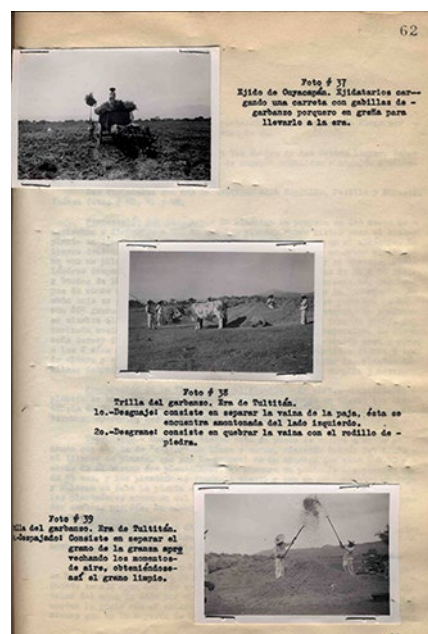 62
Foto # 37
Ejido de Cuyacapán. Ejidatarios car--
gando una carreta con gabillas de -
garbanzo porquero en greña para
llevarlo a la era.
Foto # 38
Trilla del garbanzo. Era de Tultitán.
1o.-Desguaje: consiste en separar la vaina de la paja, ésta se
encuentra amontonada del lado izquierdo.
2o.-Desgrane: consiste en quebrar la vaina con el rodillo de -
piedra.
Foto # 39
lla del garbanzo. Era de Tultitán.
.-Despajado: Consiste en separar el
grano de la granza apro
vechando los momentos-
de aire, obteniéndose-
así el grano limpio.